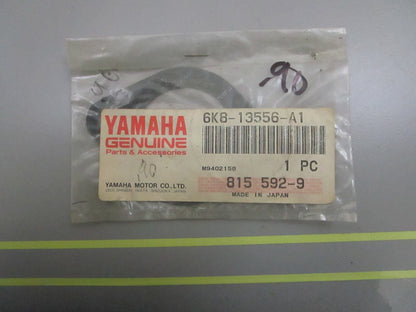 -90
YAMAHA
GENUINE
Parts & Accessories
6K8-13556-A1
M9402158
1 PC
YAMAHA MOTOR CO., LTD.
815 592-9
MADE IN JAPAN